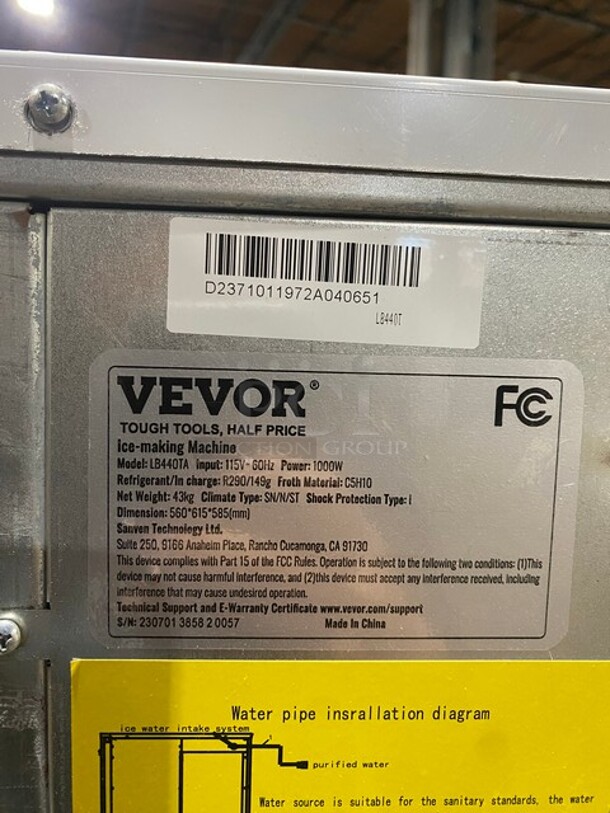 D2371011972A040651
LB440T
VEVOR®
TOUGH TOOLS, HALF PRICE
FC
Ice-making Machine
Model: LB440TA Input: 115V~60Hz Power: 1000W
Refrigerant/In charge: R290/149g Froth Material: C5H10
Net Weight: 43kg Climate Type: SN/N/ST Shock Protection Type: I
Dimension: 560*615*585(mm)
Sanven Technology Ltd.
Suite 250, 9166 Anaheim Place, Rancho Cucamonga, CA 91730
This device complies with Part 15 of the FCC Rules. Operation is subject to the following two conditions: (1)This
device may not cause harmful interference, and (2)this device must accept any interference received, including
interference that may cause undesired operation.
Technical Support and E-Warranty Certificate www.vevor.com/support
S/N: 230701 3858 2 0057 Made In China
Water pipe insrallation diagram
ice water intake system
1
purified water
Water source is suitable for the sanitary standards, the water
CTION GROUP